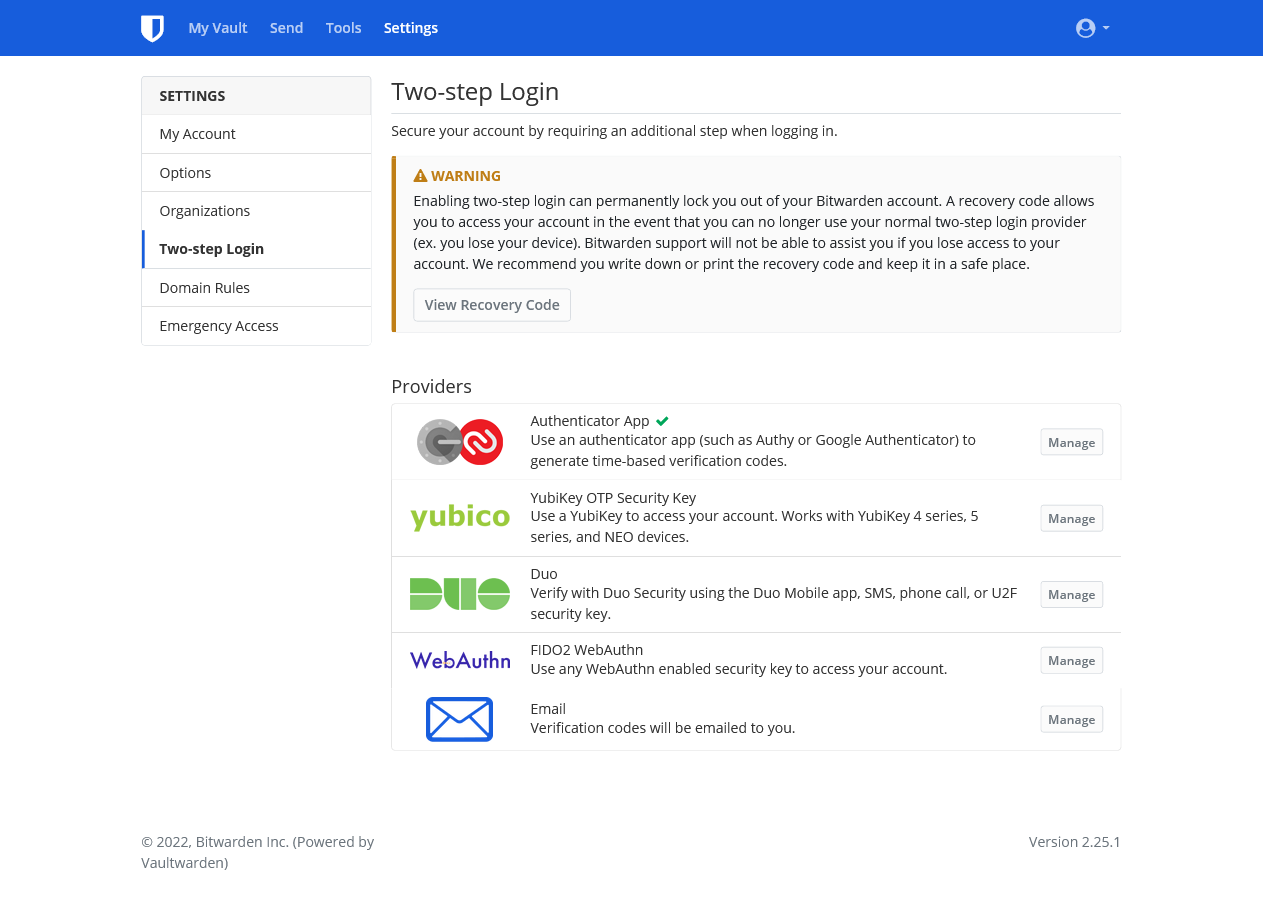 My Vault Send Tools Settings
SETTINGS
My Account
Options
Organizations
Two-step Login
Domain Rules
Emergency Access
Two-step Login
Secure your account by requiring an additional step when logging in.
WARNING
Enabling two-step login can permanently lock you out of your Bitwarden account. A recovery code allows
you to access your account in the event that you can no longer use your normal two-step login provider
(ex. you lose your device). Bitwarden support will not be able to assist you if you lose access to your
account. We recommend you write down or print the recovery code and keep it in a safe place.
View Recovery Code
Providers
Authenticator App
Use an authenticator app (such as Authy or Google Authenticator) to
generate time-based verification codes.
Manage
yubico
YubiKey OTP Security Key
Use a YubiKey to access your account. Works with YubiKey 4 series, 5
series, and NEO devices.
Manage
DUO
Duo
Verify with Duo Security using the Duo Mobile app, SMS, phone call, or U2F
security key.
Manage
WebAuthn
FIDO2 WebAuthn
Use any WebAuthn enabled security key to access your account.
Manage
Email
Verification codes will be emailed to you.
Manage
© 2022, Bitwarden Inc. (Powered by
Vaultwarden)
Version 2.25.1